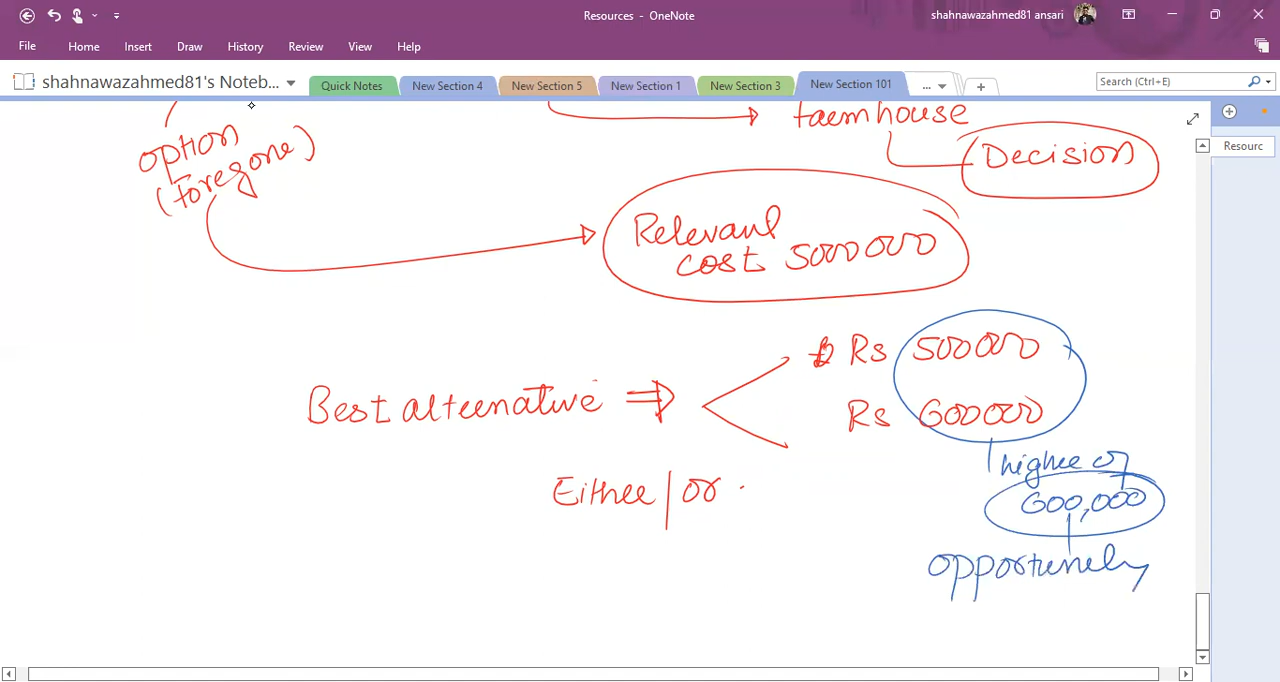 Resources - OneNote
shahnawazahmed81 ansari
File Home Insert Draw History Review View Help
shahnawazahmed81's Noteb...
Quick Notes New Section 4 New Section 5 New Section 1 New Section 3 New Section 101 ...
Search (Ctrl+E)
Resourc
farmhouse
option
(foregone)
Decision
Relevant
cost 5000000
Rs 500000
Best alternative ⇒
Rs 600000
higher of
Either/or
600,000
opportunity